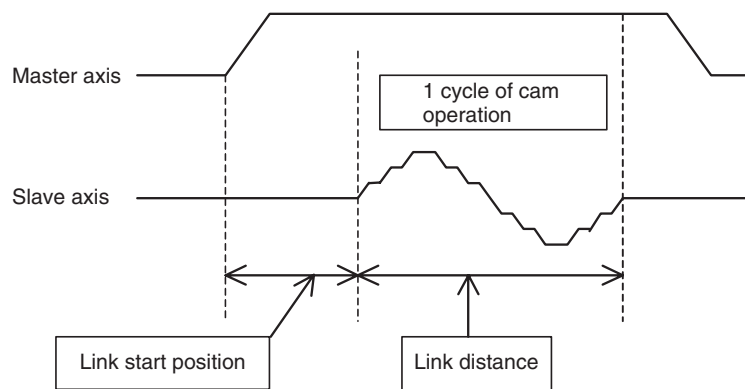 Master axis
1 cycle of cam
operation
Slave axis
Link start position
Link distance